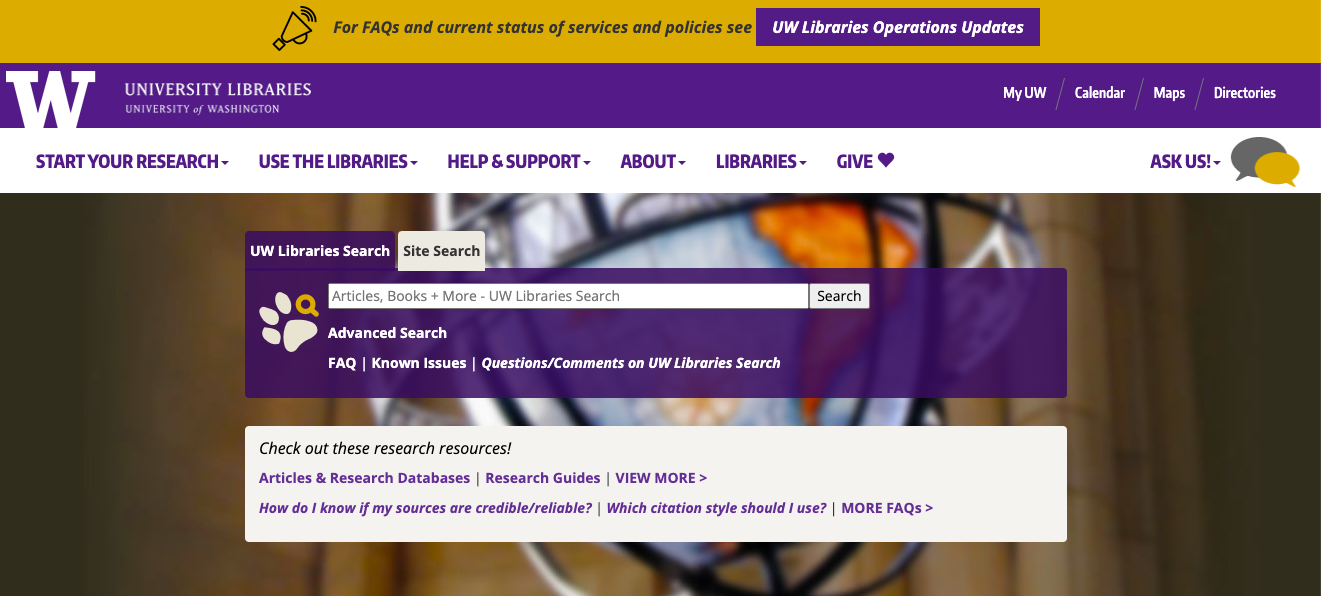 For FAQs and current status of services and policies see UW Libraries Operations Updates
W
UNIVERSITY LIBRARIES
UNIVERSITY of WASHINGTON
My UW Calendar Maps Directories
START YOUR RESEARCH USE THE LIBRARIES HELP & SUPPORT ABOUT LIBRARIES GIVE ASK US!
UW Libraries Search Site Search
Articles, Books + More - UW Libraries Search Search
Advanced Search
FAQ | Known Issues | Questions/Comments on UW Libraries Search
Check out these research resources!
Articles & Research Databases | Research Guides | VIEW MORE >
How do I know if my sources are credible/reliable? | Which citation style should I use? | MORE FAQs >